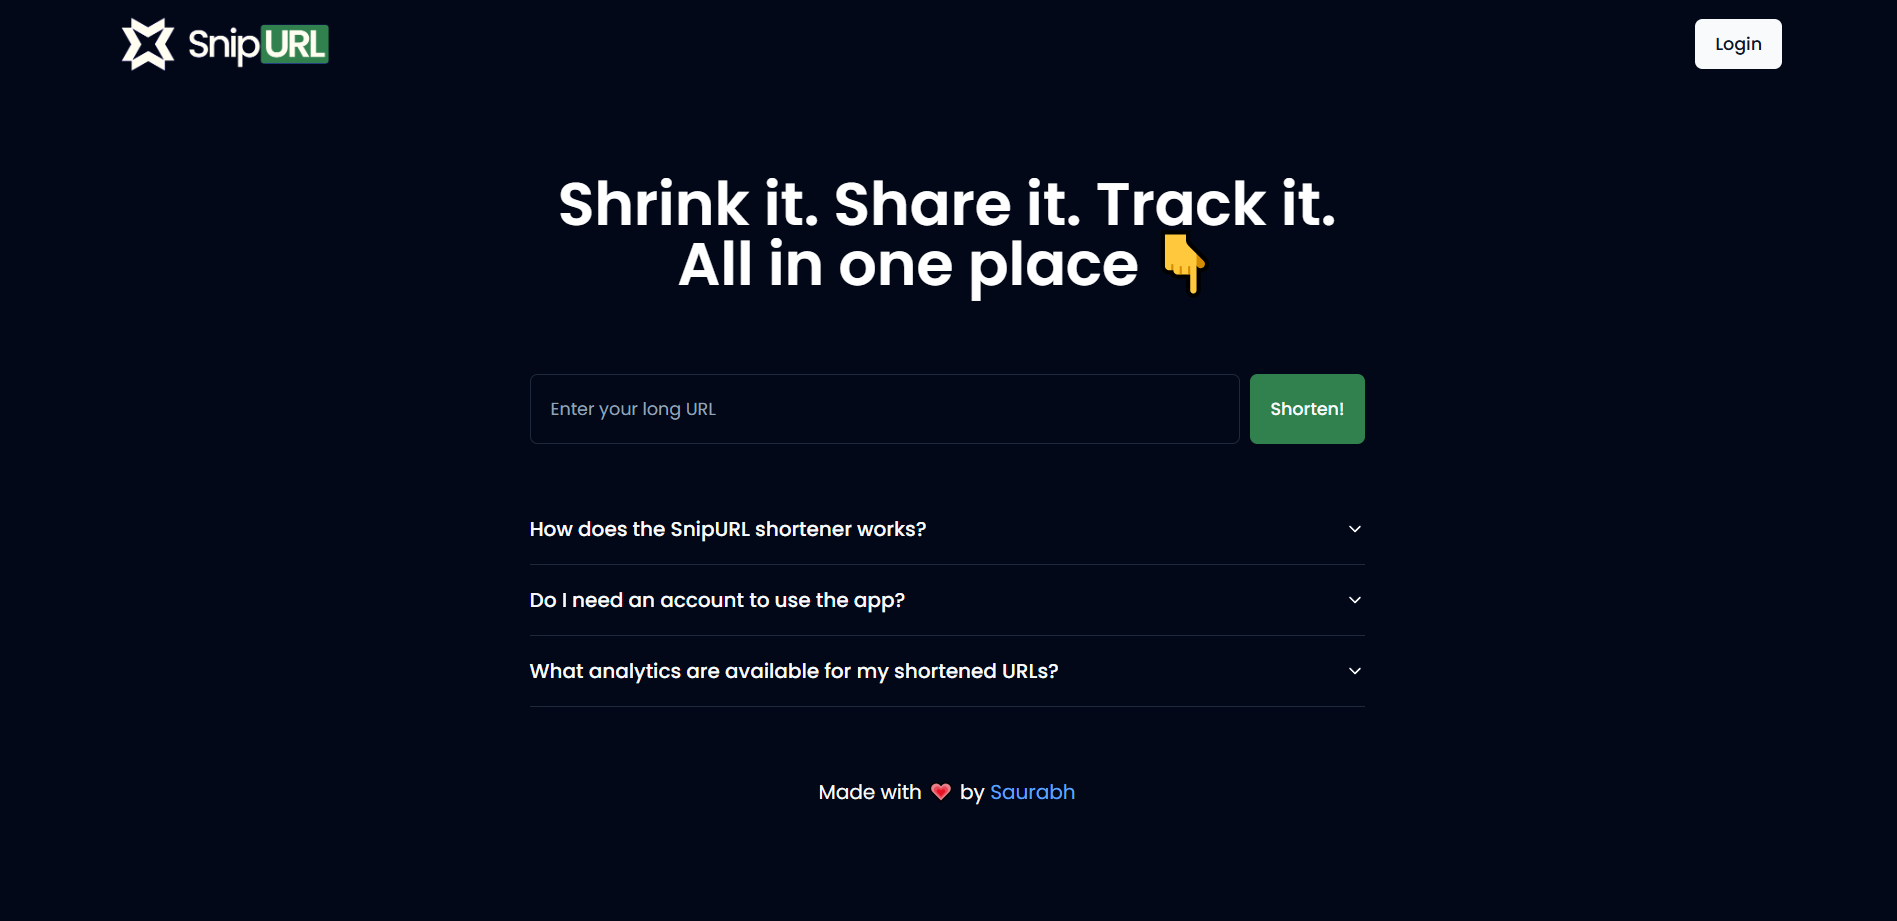 SnipURL
Login
Shrink it. Share it. Track it.
All in one place 👇
Enter your long URL
Shorten!
How does the SnipURL shortener works?
Do I need an account to use the app?
What analytics are available for my shortened URLs?
Made with ❤️ by Saurabh